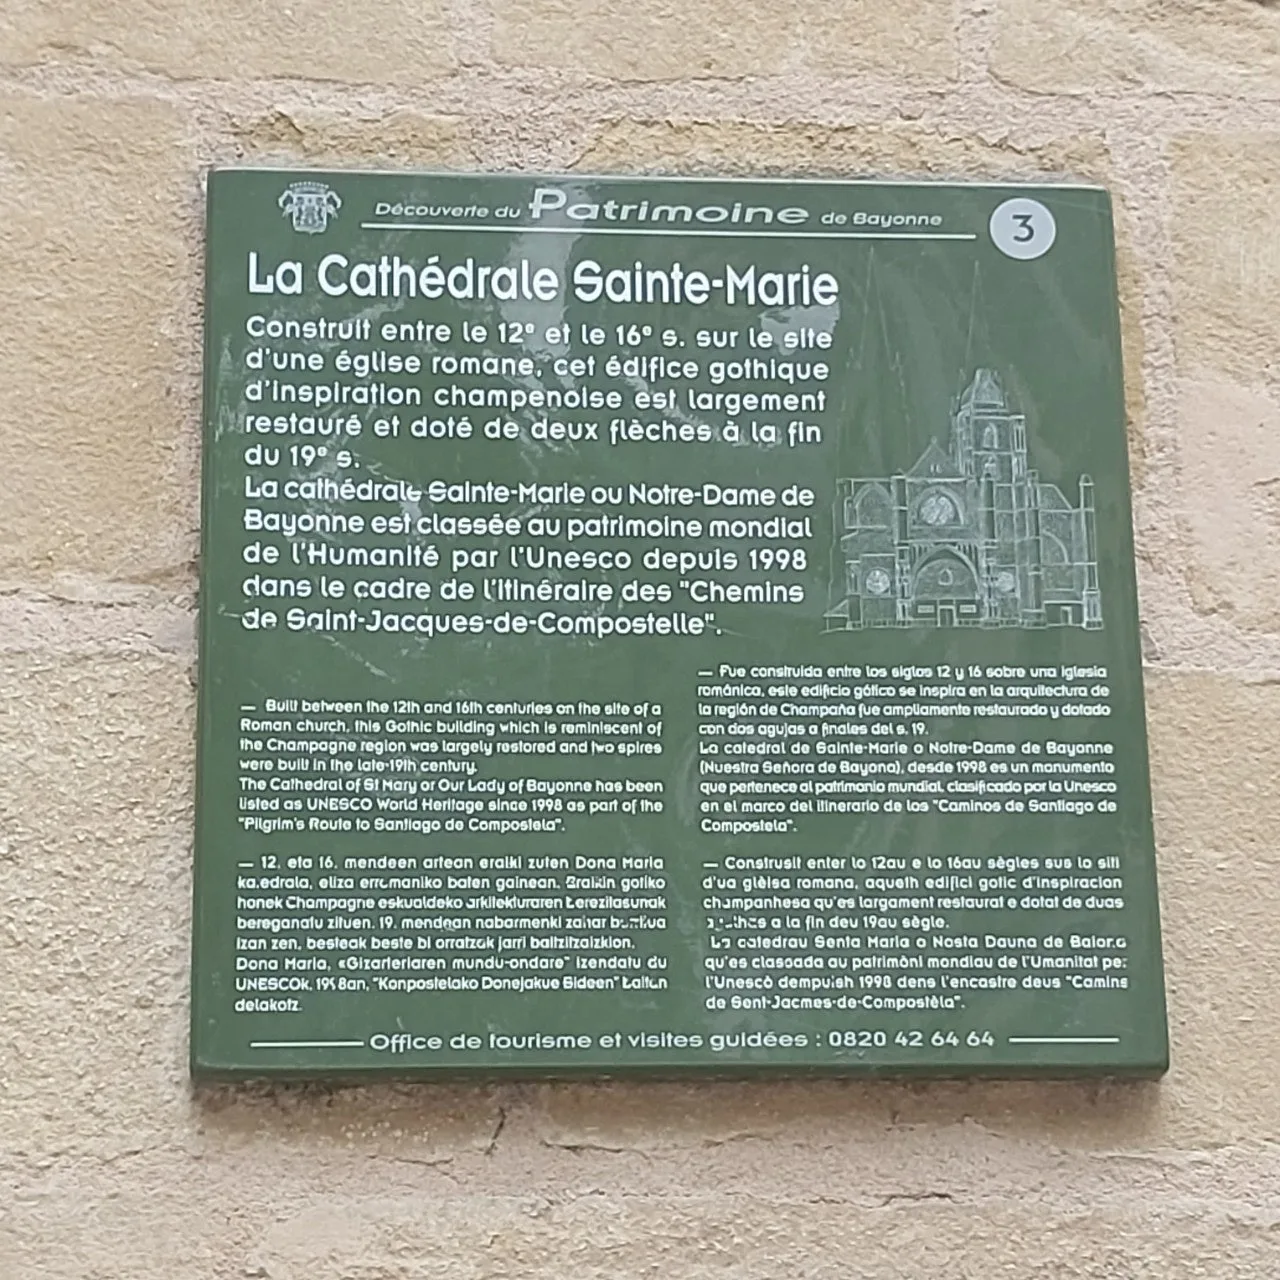 Découverte du Patrimoine de Bayonne
3
La Cathédrale Sainte-Marie
Construit entre le 12e et le 16e s. sur le site
d'une église romane, cet édifice gothique
d'inspiration champenoise est largement
restauré et doté de deux flèches à la fin
du 19e s.
La cathédrale Sainte-Marie ou Notre-Dame de
Bayonne est classée au patrimoine mondial
de l'Humanité par l'Unesco depuis 1998
dans le cadre de l'itinéraire des "Chemins
de Saint-Jacques-de-Compostelle".
— Built between the 12th and 16th centuries on the site of a
Roman church, this Gothic building which is reminiscent of
the Champagne region was largely restored and two spires
were built in the late-19th century.
The Cathedral of St Mary or Our Lady of Bayonne has been
listed as UNESCO World Heritage since 1998 as part of the
"Pilgrim's Route to Santiago de Compostela".
— Fue construida entre los siglos 12 y 16 sobre una iglesia
románica, este edificio gótico se inspira en la arquitectura de
la región de Champaña fue ampliamente restaurado y dotado
con dos agujas a finales del s. 19.
La catedral de Sainte-Marie o Notre-Dame de Bayonne
(Nuestra Señora de Bayona), desde 1998 es un monumento
que pertenece al patrimonio mundial, clasificado por la Unesco
en el marco del itinerario de los "Caminos de Santiago de
Compostela".
— 12. eta 16. mendeen artean eraiki zuten Dona Maria
katedrala, eliza erromaniko baten gainean. Eraikin gotiko
honek Champagne eskualdeko arkitekturaren berezitasunak
bereganatu zituen. 19. mendean nabarmenki zahar
izan zen, besteak beste bi orratzak jarri baitzitzaizkion.
Dona Maria, «Gizarteriaren mundu-ondare" izendatu du
UNESCOk, 1998an, "Konpostelako Donejakue Bideen" baitan
delakotz.
— Construsit enter lo 12au e lo 16au sègles sus lo siti
d'ua glèisa romana, aqueth edifici gotic d'inspiracion
champanhesa qu'es largament restaurat e dotat de duas
a la fin deu 19au sègle.
La catedrau Senta Maria o Nosta Dauna de Baiona
qu'es classada au patrimòni mondiau de l'Umanitat per
l'Unescò dempuish 1998 dens l'encastre deus "Camins
de Sent-Jacmes-de-Compostèla".
Office de tourisme et visites guidées : 0820 42 64 64